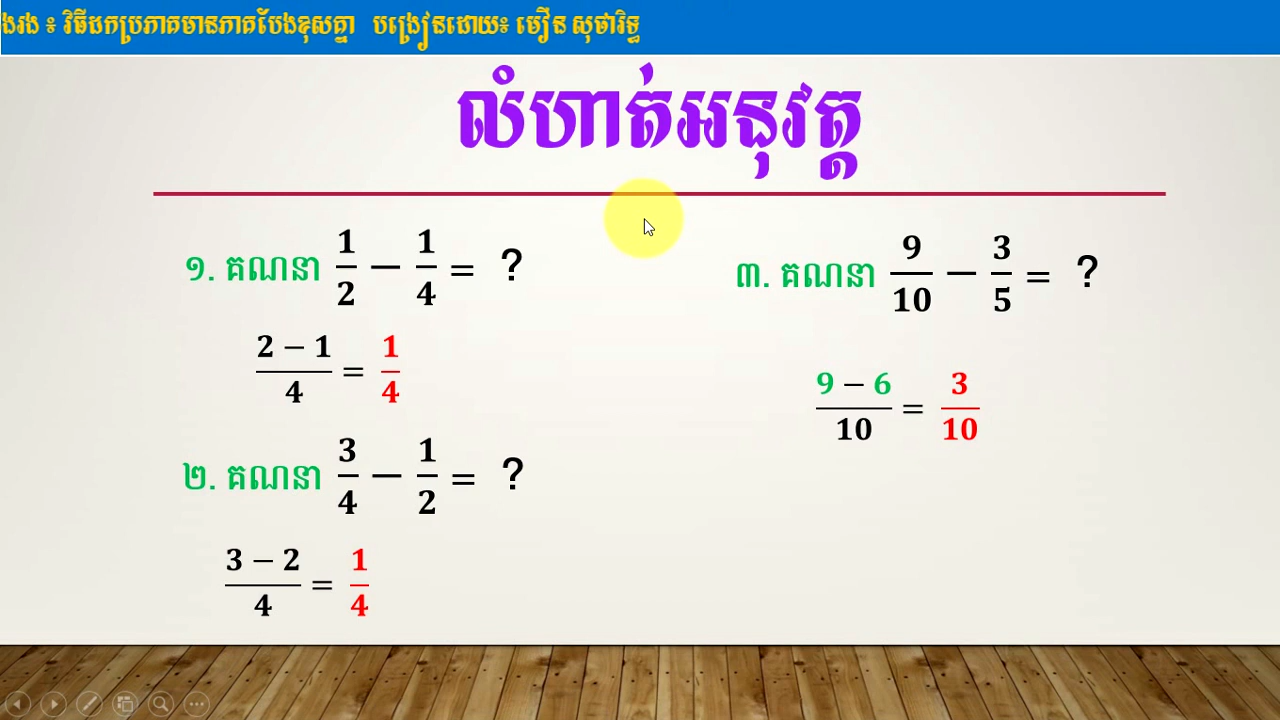 ងរង ៖ វិធីដកប្រភាគមានភាគបែងខុសគ្នា បង្រៀនដោយ៖ មឿន សុផារិទ្ធ
លំហាត់អនុវត្ត
១. គណនា 1/2 − 1/4 = ?
(2 − 1)/4 = 1/4
២. គណនា 3/4 − 1/2 = ?
(3 − 2)/4 = 1/4
៣. គណនា 9/10 − 3/5 = ?
(9 − 6)/10 = 3/10